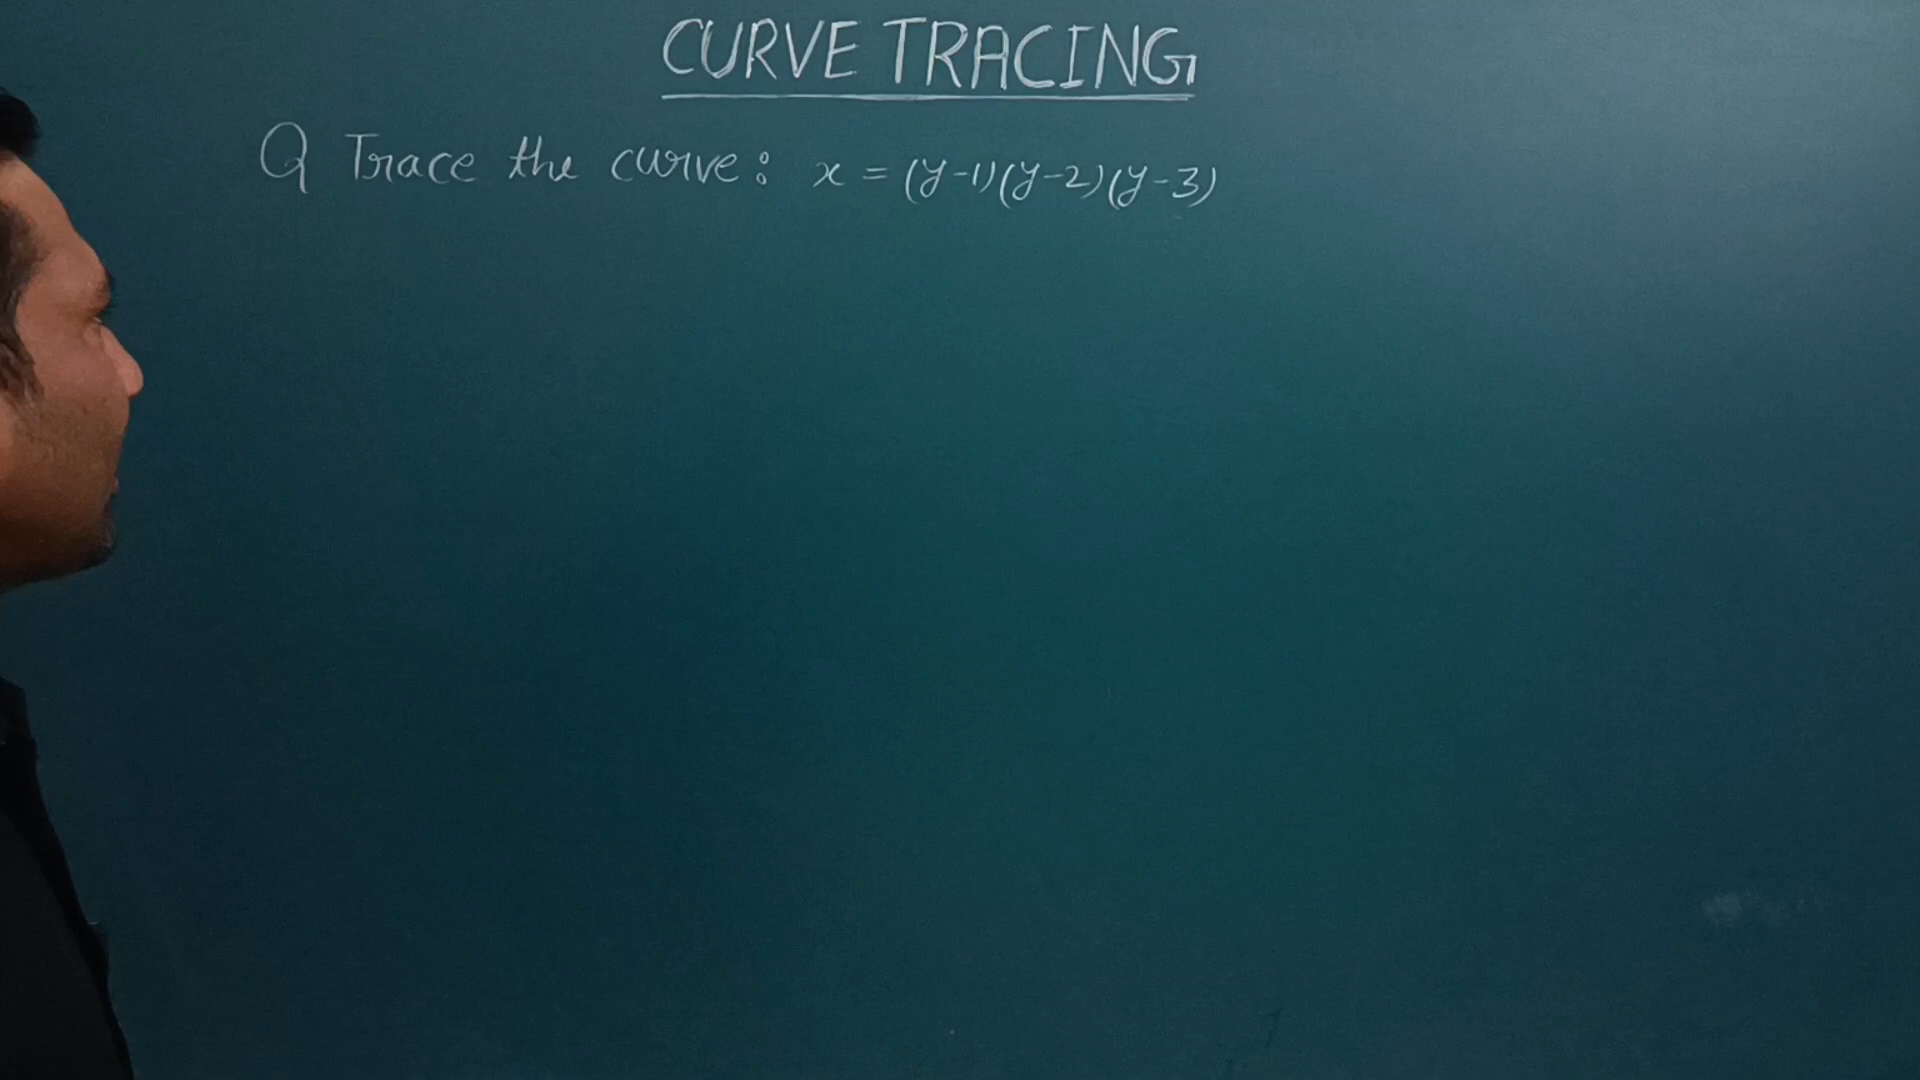 CURVE TRACING
Q Trace the curve: x = (y-1)(y-2)(y-3)